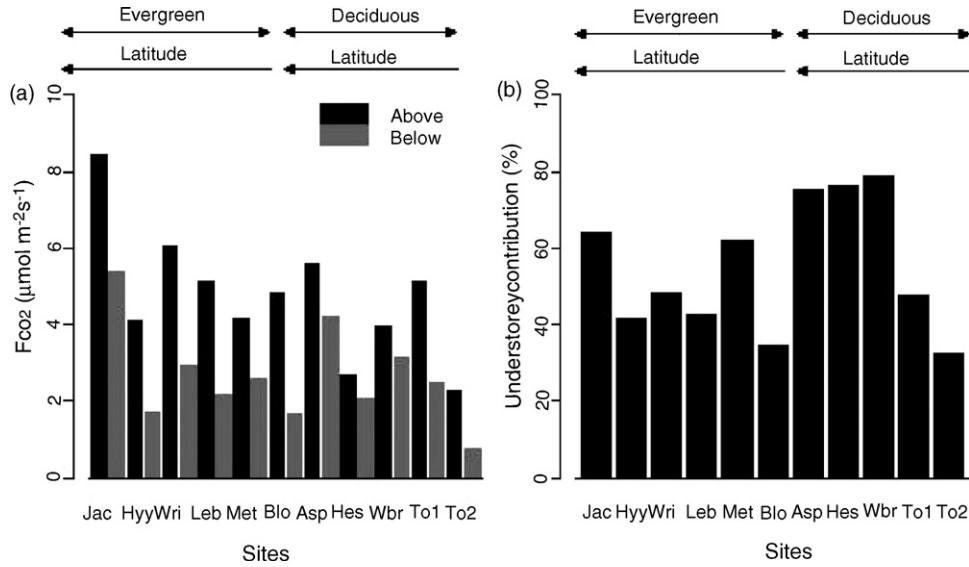 Evergreen
Deciduous
Latitude
Latitude
(a)
Above
Below
10
8
6
4
2
0
Fco2 (μmol m-2s-1)
Jac HyyWri Leb Met Blo Asp Hes Wbr To1 To2
Sites
Evergreen
Deciduous
Latitude
Latitude
(b)
100
80
60
40
20
0
Understoreycontribution (%)
Jac HyyWri Leb Met Blo Asp Hes Wbr To1 To2
Sites